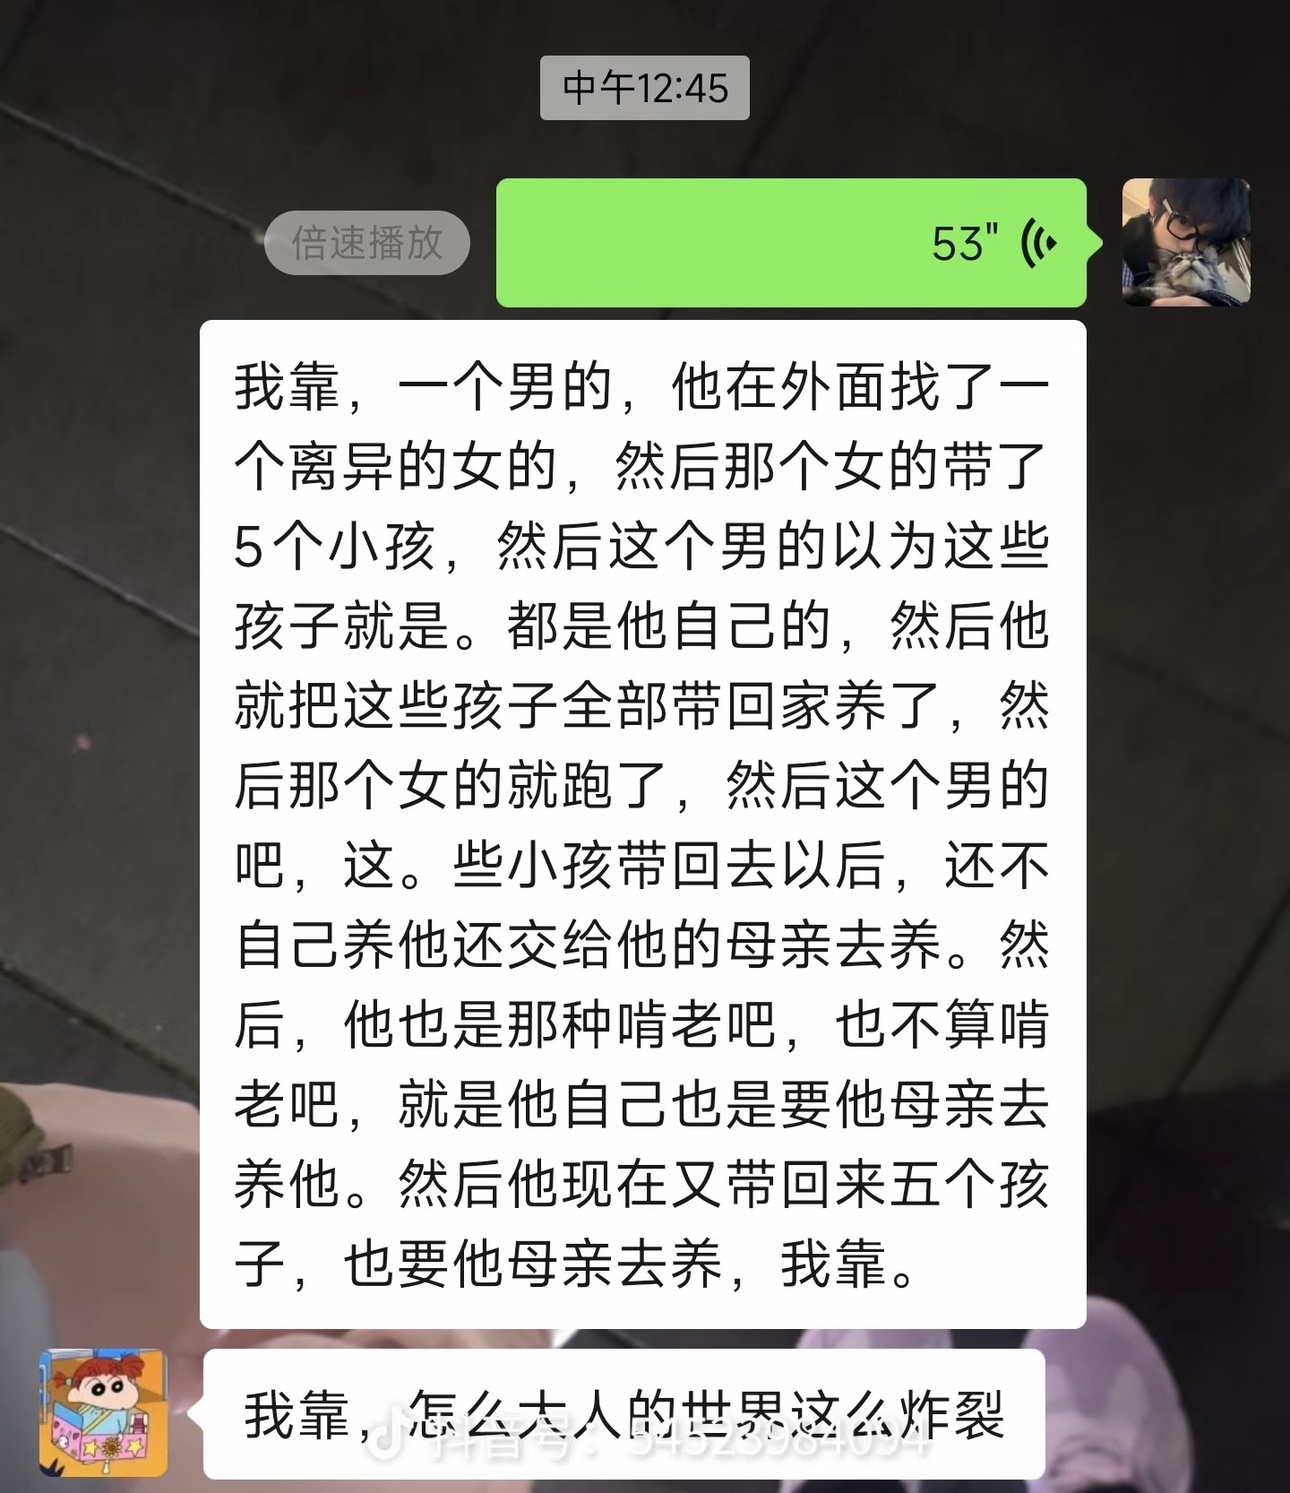 中午12:45
倍速播放
53"
我靠，一个男的，他在外面找了一
个离异的女的，然后那个女的带了
5个小孩，然后这个男的以为这些
孩子就是。都是他自己的，然后他
就把这些孩子全部带回家养了，然
后那个女的就跑了，然后这个男的
吧，这。些小孩带回去以后，还不
自己养他还交给他的母亲去养。然
后，他也是那种啃老吧，也不算啃
老吧，就是他自己也是要他母亲去
养他。然后他现在又带回来五个孩
子，也要他母亲去养，我靠。
我靠，怎么大人的世界这么炸裂
抖音号：54523984094